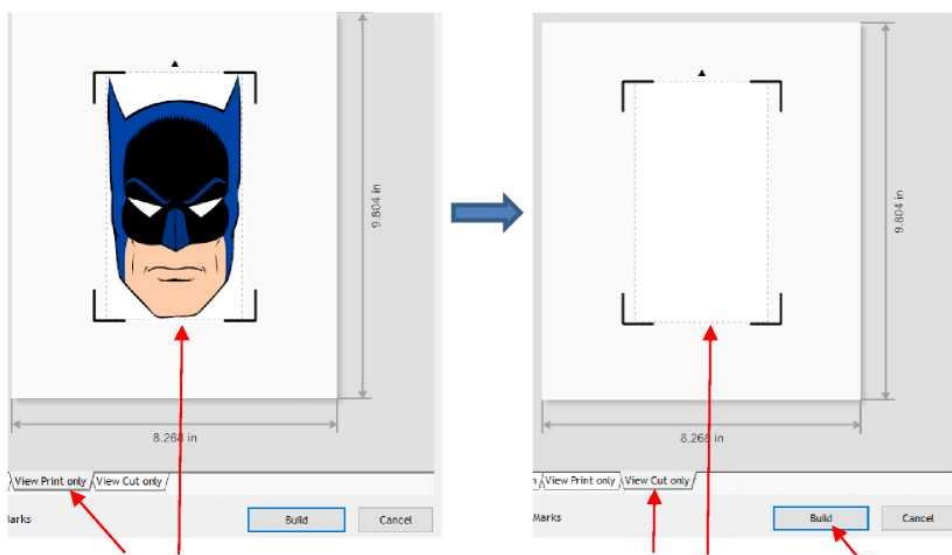 9.804 in
8.268 in
View Print only
View Cut only
Marks
Build
Cancel
9.804 in
8.268 in
View Print only
View Cut only
Marks
Build
Cancel